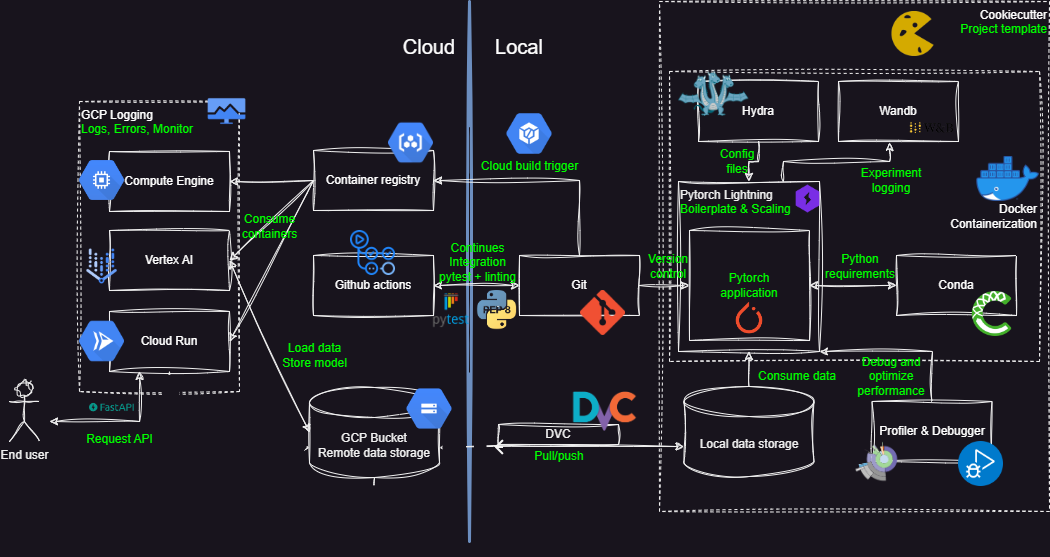 Cookiecutter
Project template
Cloud
Local
GCP Logging
Logs, Errors, Monitor
Hydra
Wandb
W&B
Compute Engine
Container registry
Cloud build trigger
Config
files
Experiment
logging
Pytorch Lightning
Boilerplate & Scaling
Docker
Containerization
Consume
containers
Vertex AI
Github actions
Continues
Integration
pytest + linting
pytest
PEP 8
Git
Version
control
Pytorch
application
Python
requirements
Conda
Cloud Run
Load data
Store model
Debug and
optimize
performance
Consume data
FastAPI
Request API
End user
GCP Bucket
Remote data storage
DVC
DVC
Pull/push
Local data storage
Profiler & Debugger